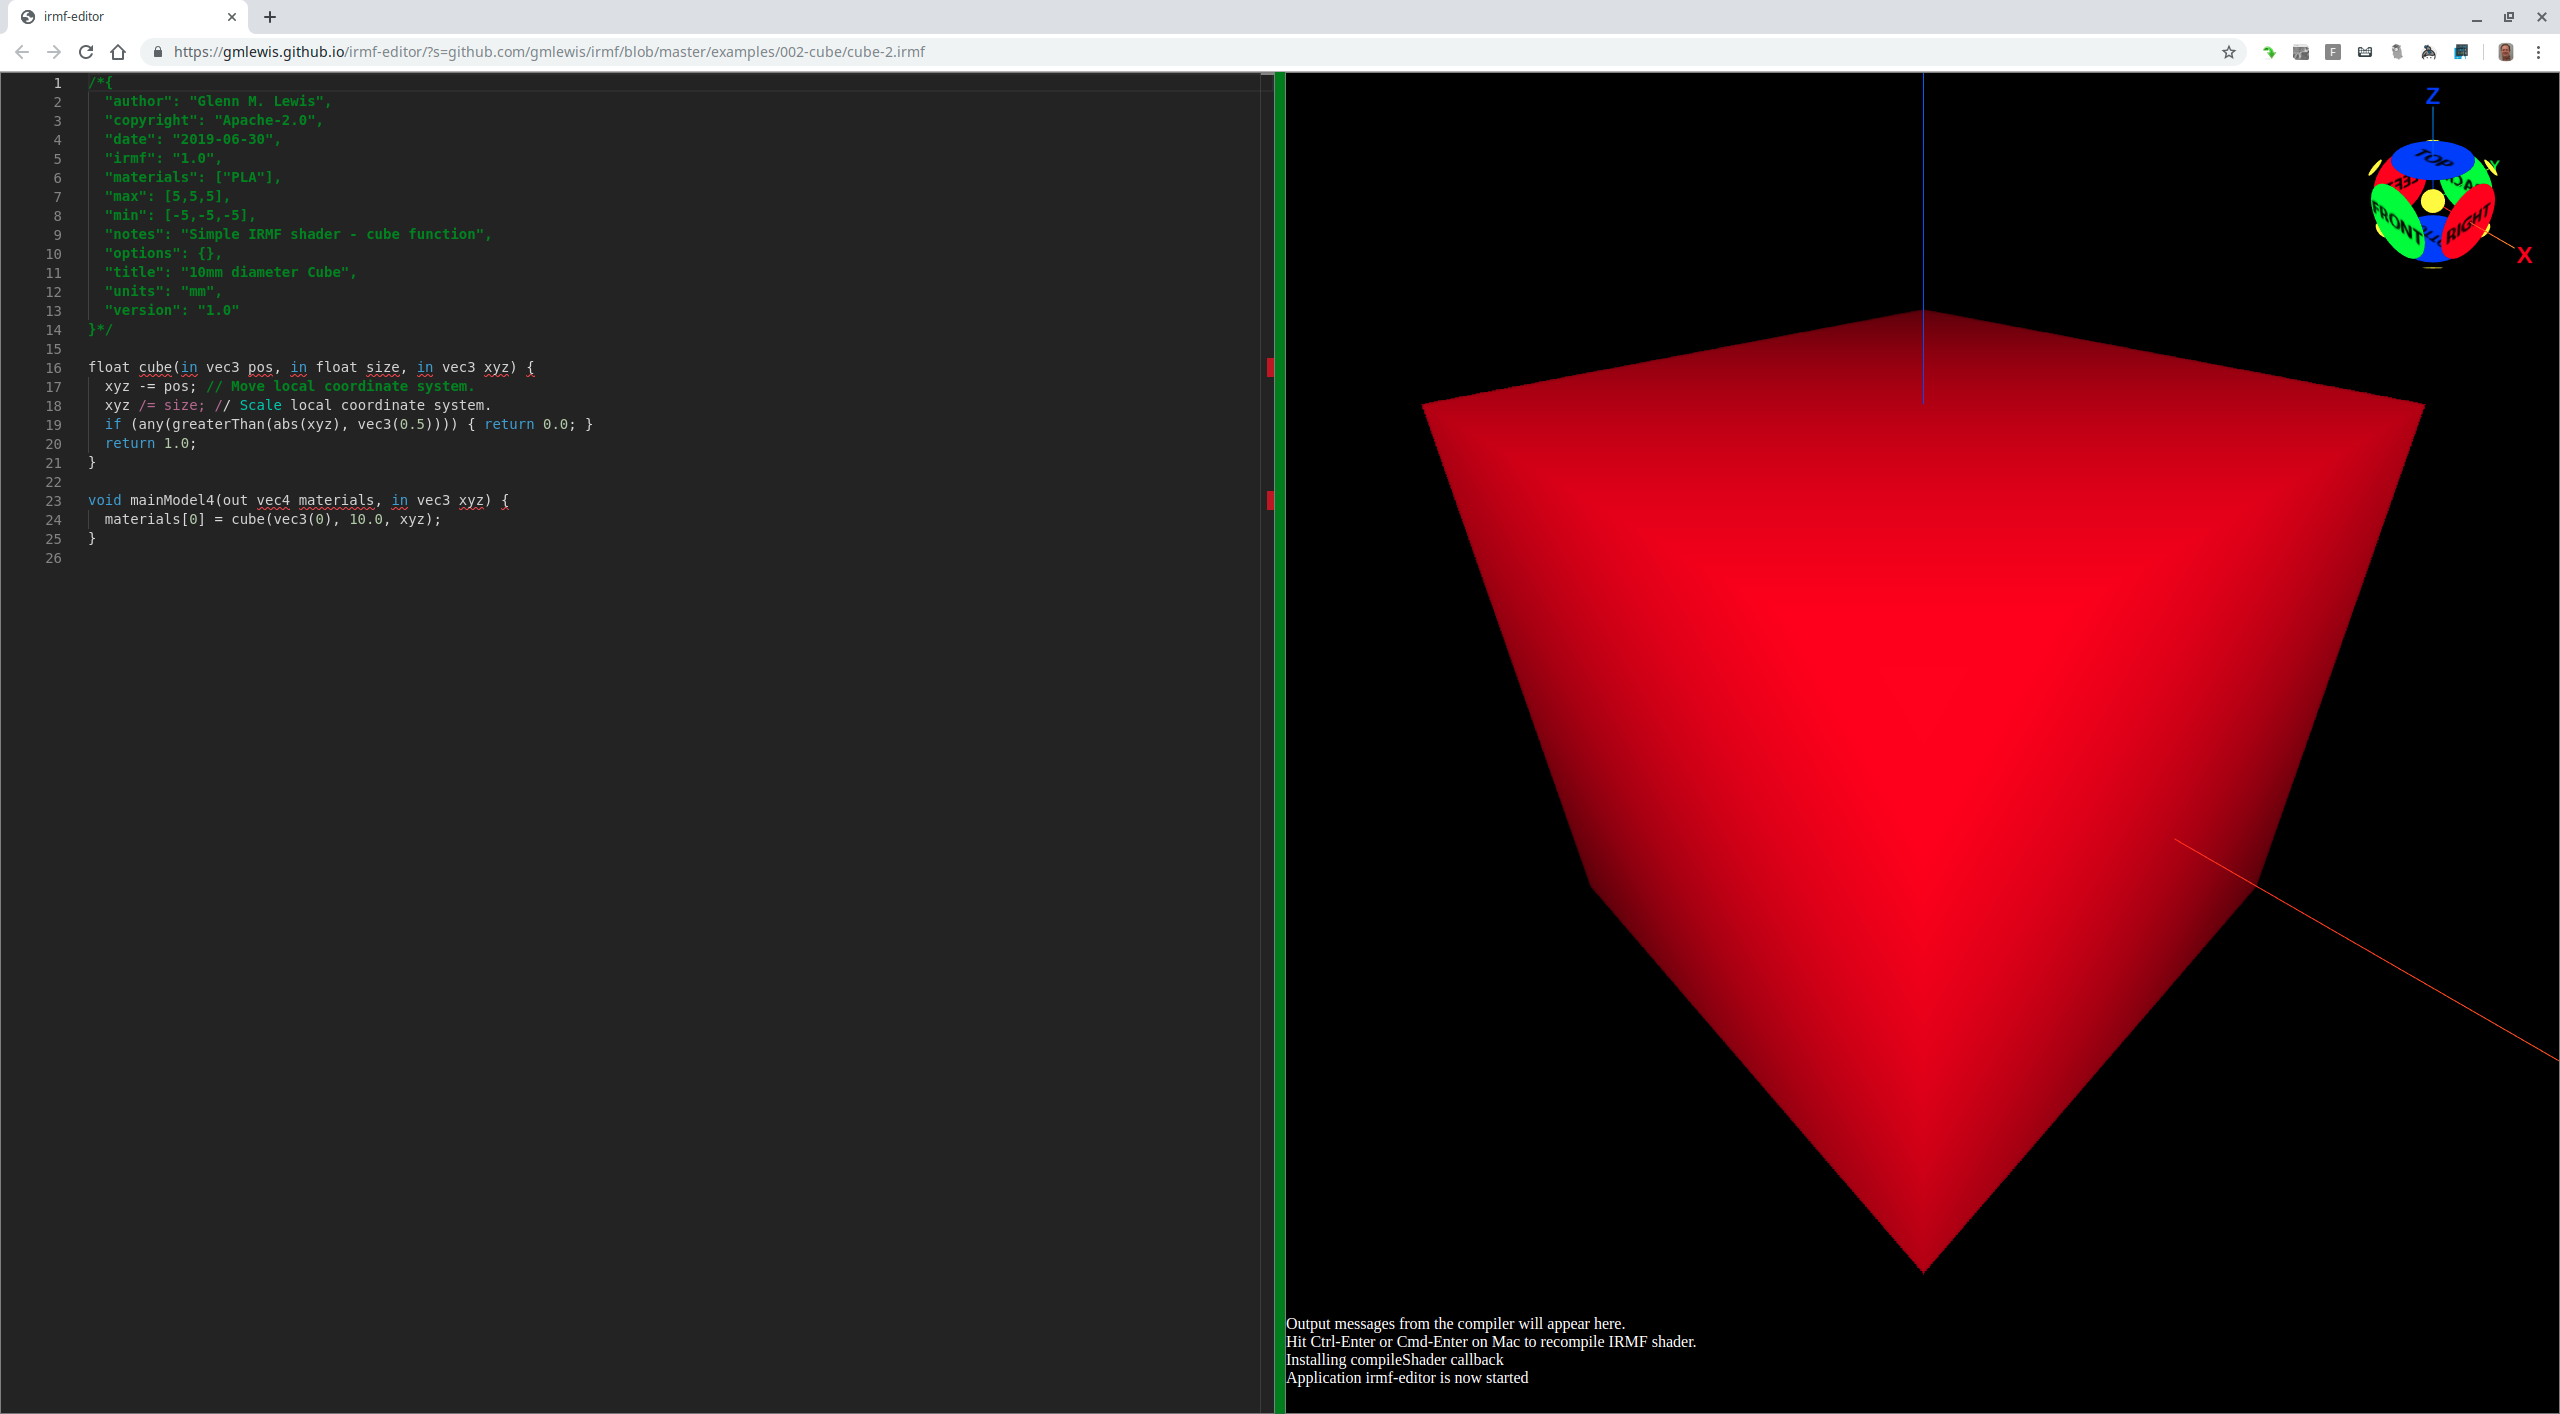 irmf-editor
https://gmlewis.github.io/irmf-editor/?s=github.com/gmlewis/irmf/blob/master/examples/002-cube/cube-2.irmf
F
1 /*{
2   "author": "Glenn M. Lewis",
3   "copyright": "Apache-2.0",
4   "date": "2019-06-30",
5   "irmf": "1.0",
6   "materials": ["PLA"],
7   "max": [5,5,5],
8   "min": [-5,-5,-5],
9   "notes": "Simple IRMF shader - cube function",
10   "options": {},
11   "title": "10mm diameter Cube",
12   "units": "mm",
13   "version": "1.0"
14 }*/
15
16 float cube(in vec3 pos, in float size, in vec3 xyz) {
17   xyz -= pos; // Move local coordinate system.
18   xyz /= size; // Scale local coordinate system.
19   if (any(greaterThan(abs(xyz), vec3(0.5)))) { return 0.0; }
20   return 1.0;
21 }
22
23 void mainModel4(out vec4 materials, in vec3 xyz) {
24   materials[0] = cube(vec3(0), 10.0, xyz);
25 }
26
Z
TOP
Y
FRONT
RIGHT
X
Output messages from the compiler will appear here.
Hit Ctrl-Enter or Cmd-Enter on Mac to recompile IRMF shader.
Installing compileShader callback
Application irmf-editor is now started